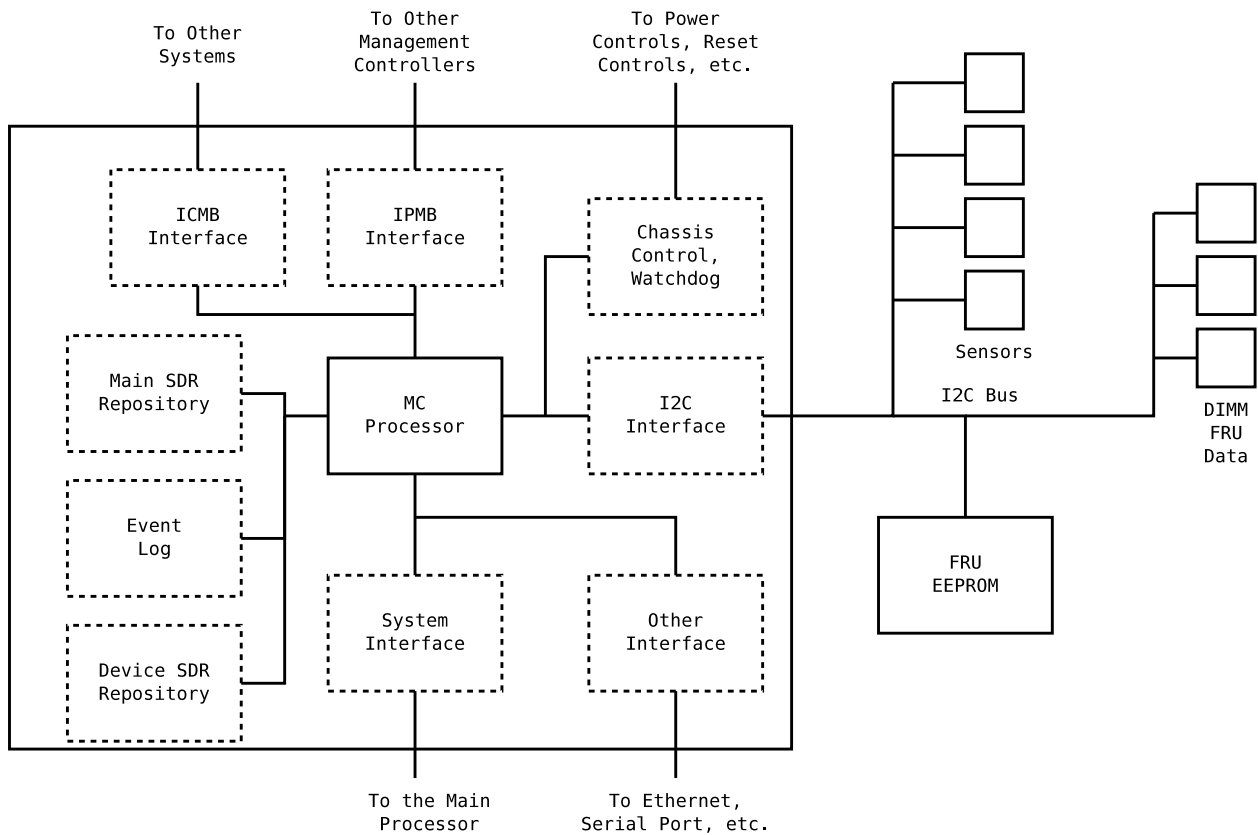 To Other
Systems
To Other
Management
Controllers
To Power
Controls, Reset
Controls, etc.
ICMB
Interface
IPMB
Interface
Chassis
Control,
Watchdog
Main SDR
Repository
MC
Processor
I2C
Interface
Sensors
I2C Bus
DIMM
FRU
Data
Event
Log
FRU
EEPROM
Device SDR
Repository
System
Interface
Other
Interface
To the Main
Processor
To Ethernet,
Serial Port, etc.